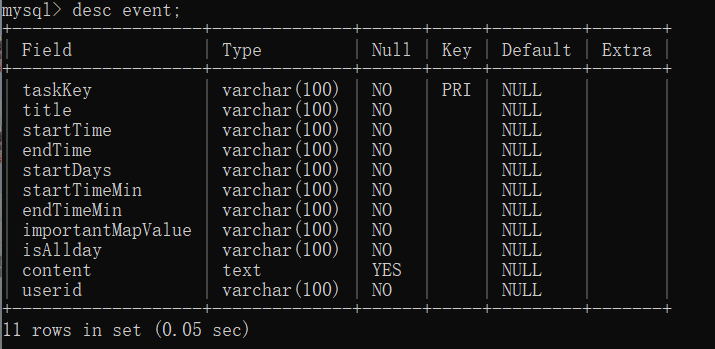 mysql> desc event;
+-------------------+--------------+------+-----+---------+-------+
| Field             | Type         | Null | Key | Default | Extra |
+-------------------+--------------+------+-----+---------+-------+
| taskKey           | varchar(100) | NO   | PRI | NULL    |       |
| title             | varchar(100) | NO   |     | NULL    |       |
| startTime         | varchar(100) | NO   |     | NULL    |       |
| endTime           | varchar(100) | NO   |     | NULL    |       |
| startDays         | varchar(100) | NO   |     | NULL    |       |
| startTimeMin      | varchar(100) | NO   |     | NULL    |       |
| endTimeMin        | varchar(100) | NO   |     | NULL    |       |
| importantMapValue | varchar(100) | NO   |     | NULL    |       |
| isAllday          | varchar(100) | NO   |     | NULL    |       |
| content           | text         | YES  |     | NULL    |       |
| userid            | varchar(100) | NO   |     | NULL    |       |
+-------------------+--------------+------+-----+---------+-------+
11 rows in set (0.05 sec)